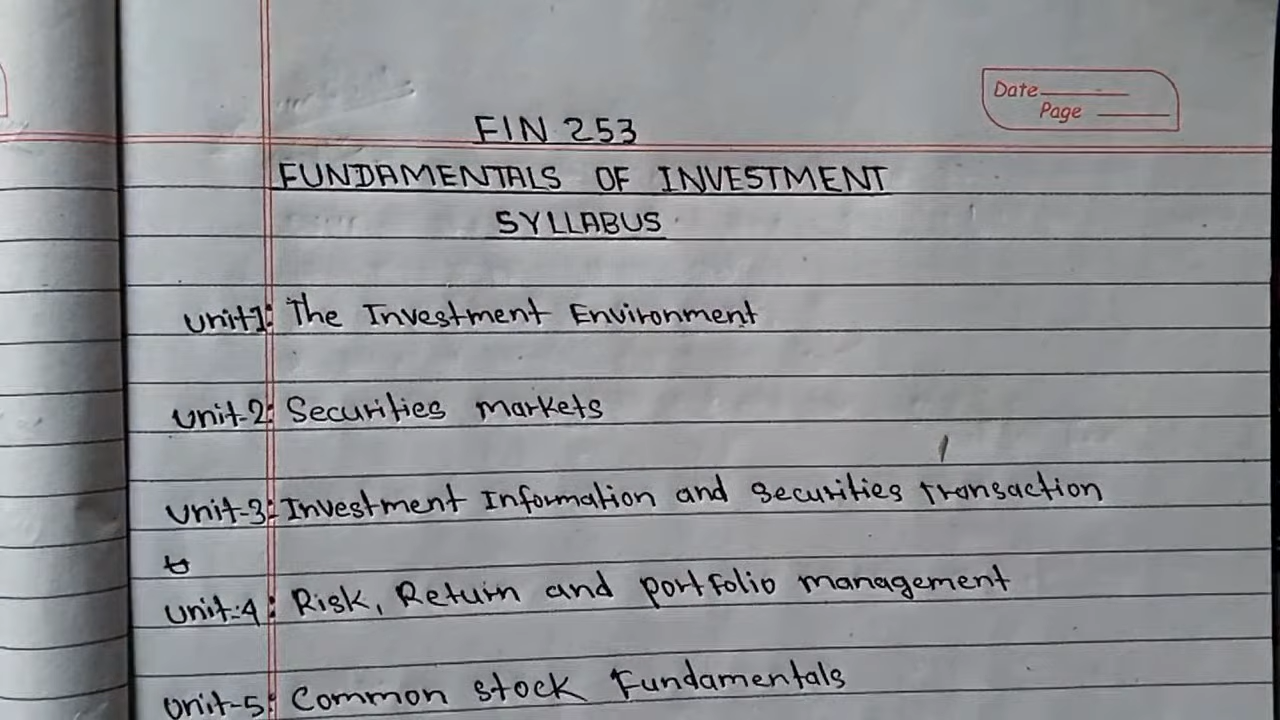 Date
Page
FIN 253
FUNDAMENTALS OF INVESTMENT
SYLLABUS
Unit1: The Investment Environment
Unit-2: Securities markets
Unit-3: Investment Information and Securities transaction
Unit-4: Risk, Return and portfolio management
Unit-5: Common stock Fundamentals